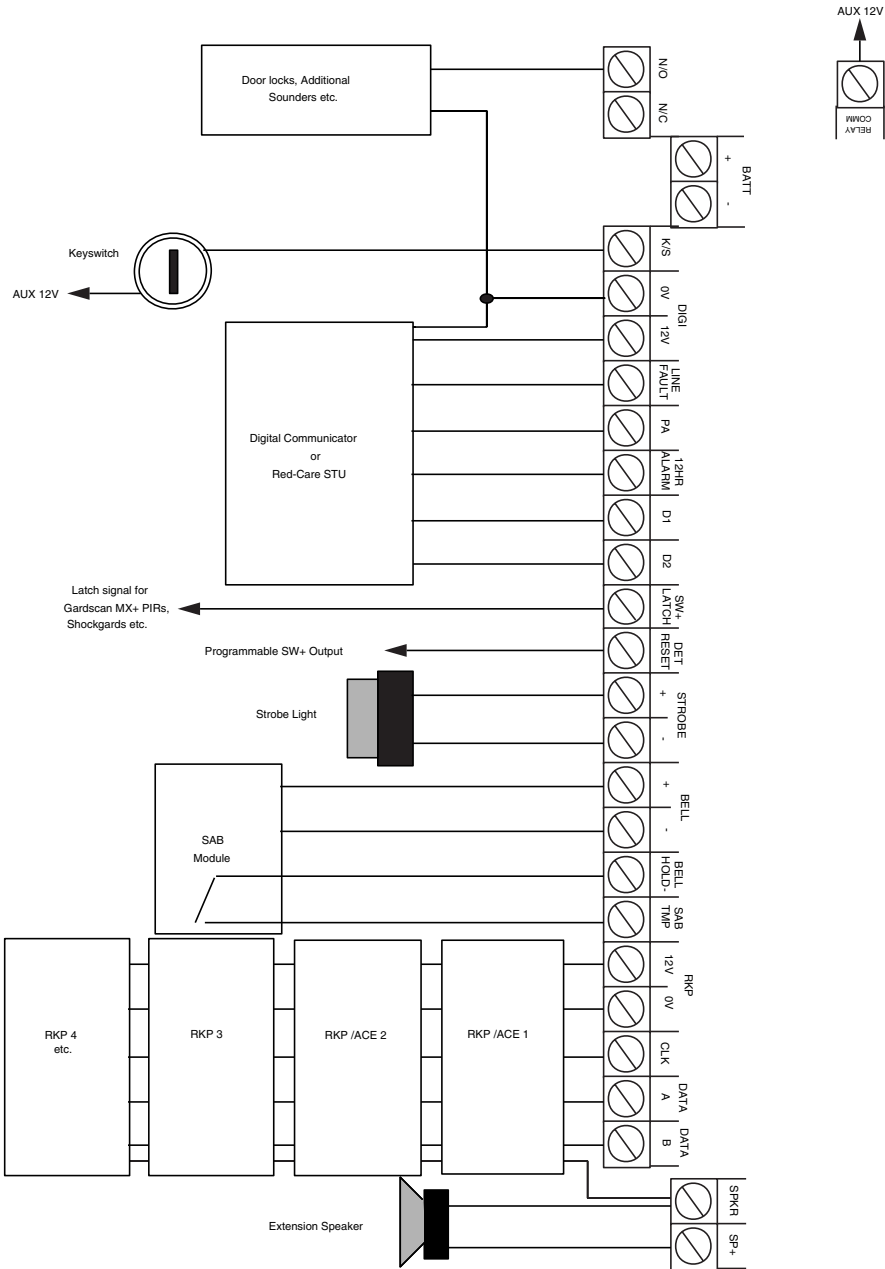 AUX 12V
RELAY
COMM
Door locks, Additional
Sounders etc.
N/O
N/C
+
-
BATT
Keyswitch
AUX 12V
K/S
0V
12V
DIGI
LINE
FAULT
PA
12HR
ALARM
D1
D2
Digital Communicator
or
Red-Care STU
Latch signal for
Gardscan MX+ PIRs,
Shockgards etc.
SW+
LATCH
Programmable SW+ Output
DET
RESET
Strobe Light
STROBE
+
-
BELL
+
-
SAB
Module
BELL
HOLD-
SAB
TMP
RKP
12V
0V
CLK
DATA
A
DATA
B
RKP 4
etc.
RKP 3
RKP /ACE 2
RKP /ACE 1
Extension Speaker
SPKR
SP+